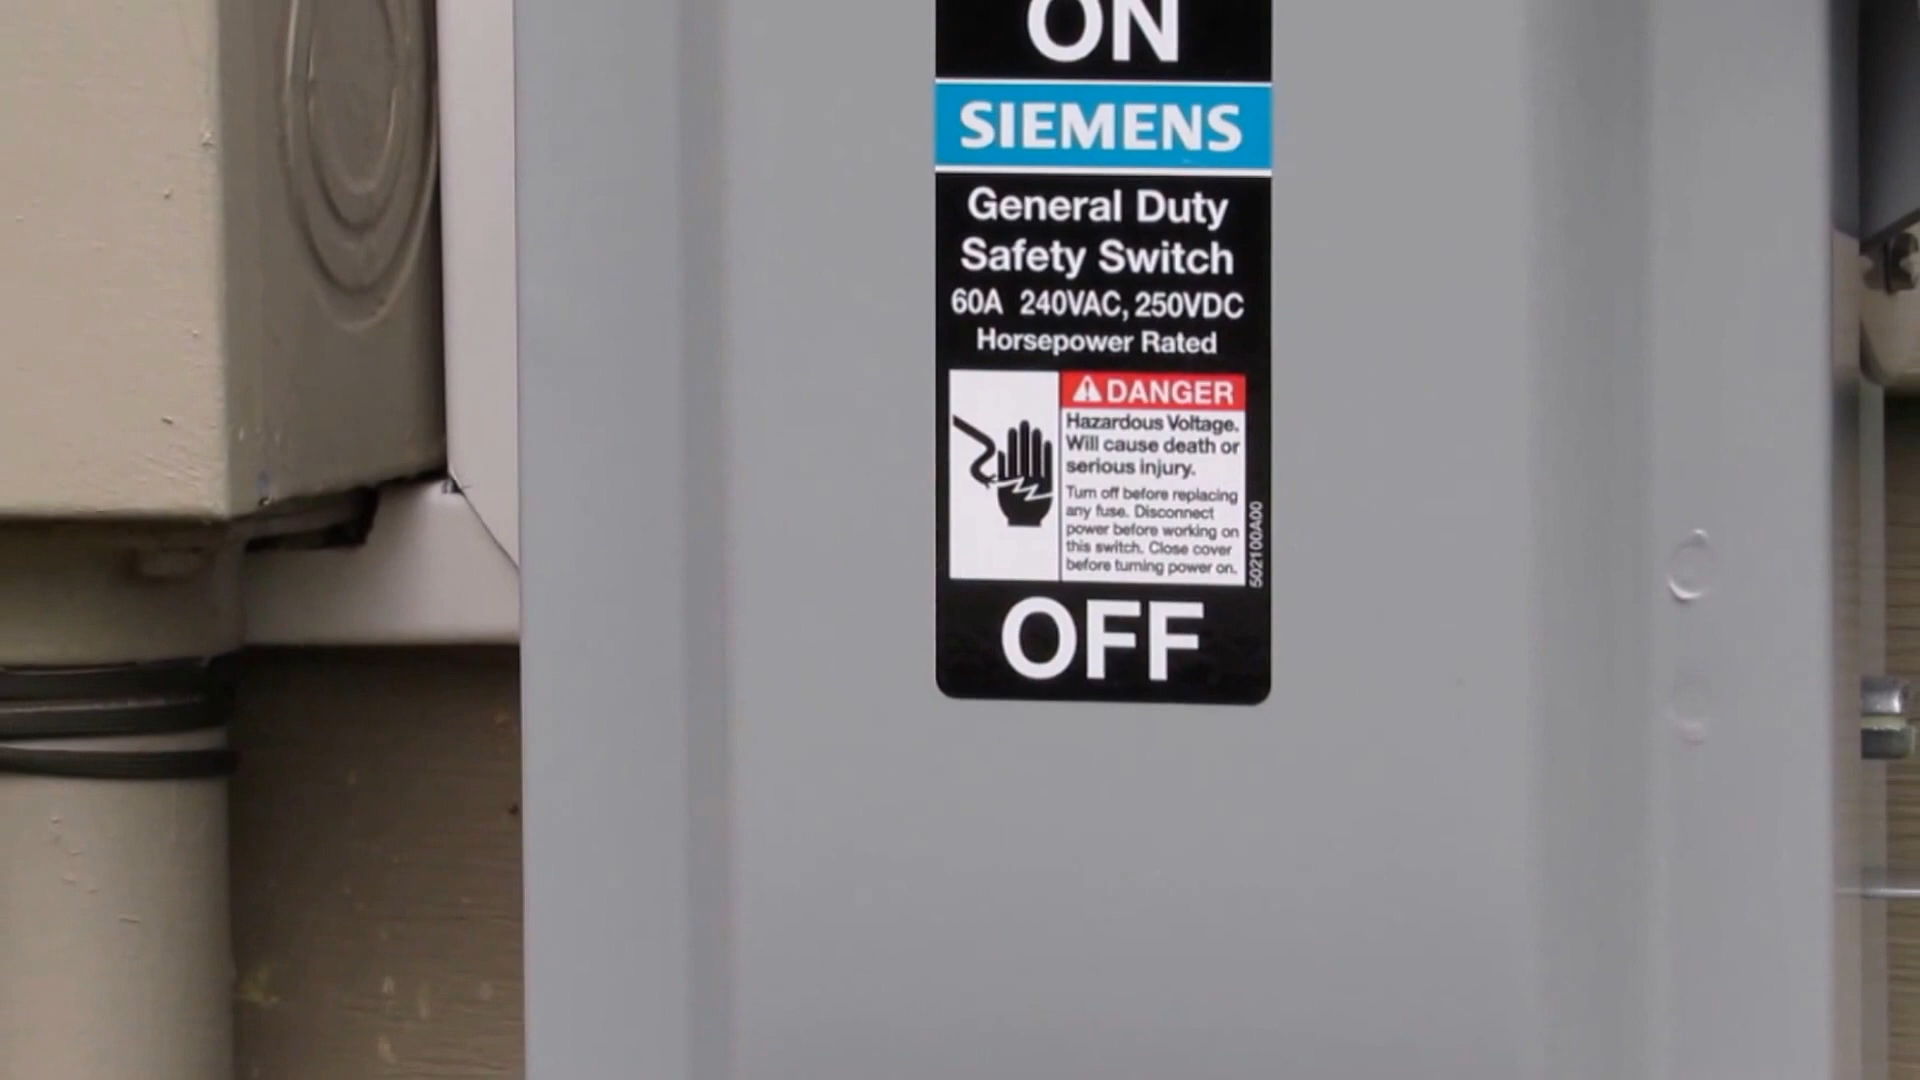 ON
SIEMENS
General Duty
Safety Switch
60A 240VAC, 250VDC
Horsepower Rated
DANGER
Hazardous Voltage.
Will cause death or
serious injury.
Turn off before replacing
any fuse. Disconnect
power before working on
this switch. Close cover
before turning power on.
502100A00
OFF